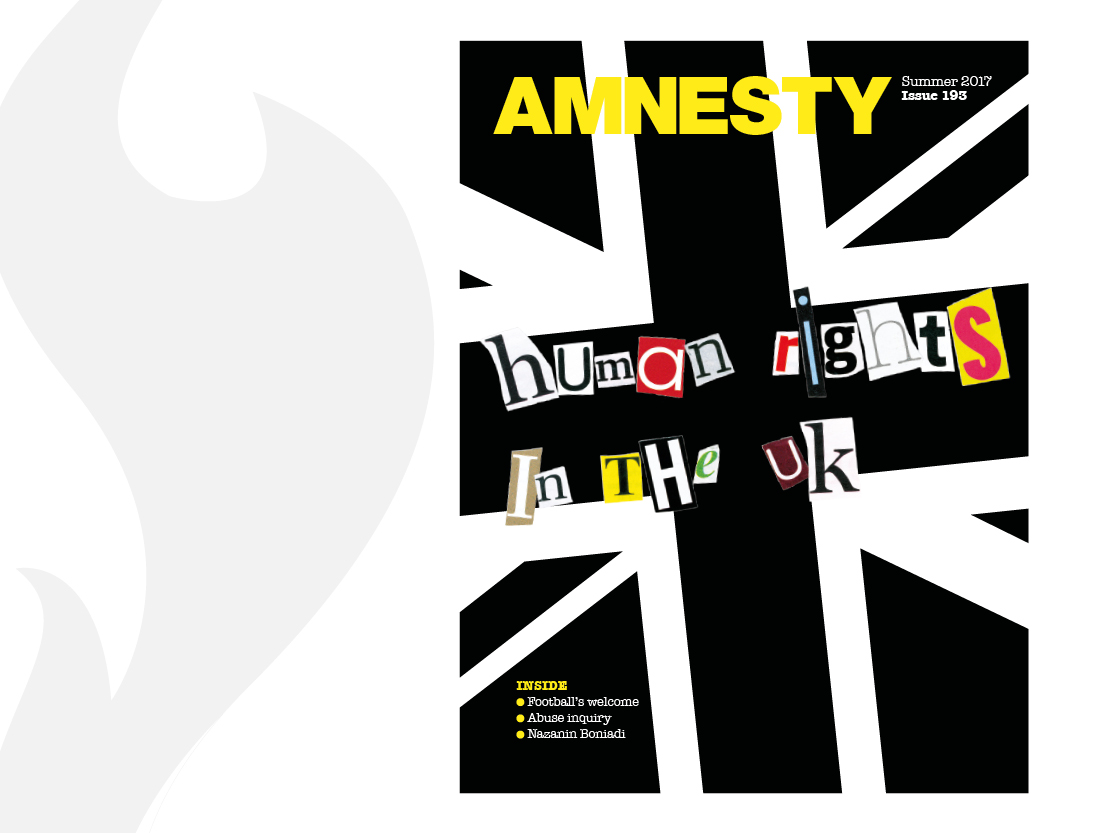 AMNESTY
Summer 2017
Issue 193
human rightS
In THe Uk
INSIDE
Football's welcome
Abuse inquiry
Nazanin Boniadi